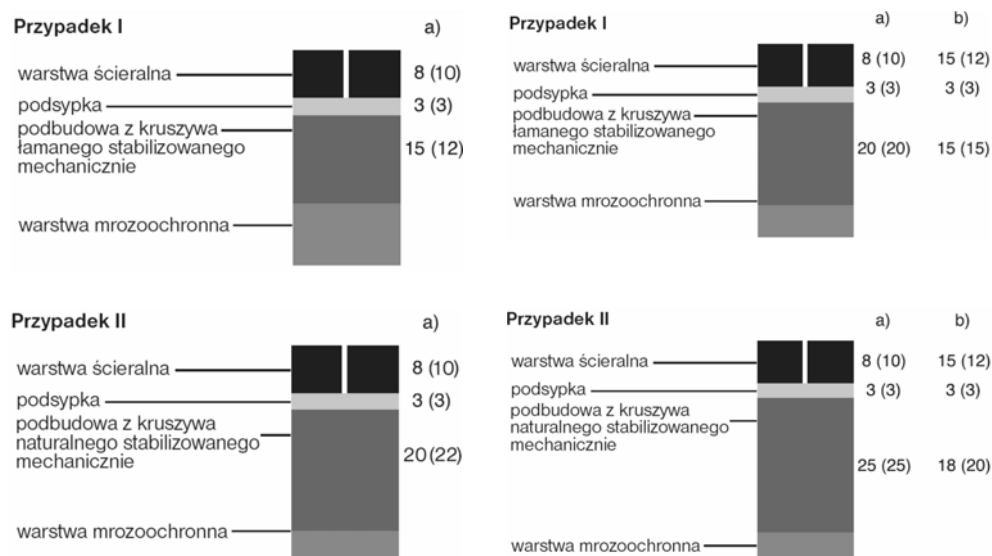 Przypadek I
a)
warstwa ścieralna
8 (10)
podsypka
3 (3)
podbudowa z kruszywa
łamanego stabilizowanego
mechanicznie
15 (12)
warstwa mrozoochronna
Przypadek I
a) b)
warstwa ścieralna
8 (10) 15 (12)
podsypka
3 (3) 3 (3)
podbudowa z kruszywa
łamanego stabilizowanego
mechanicznie
20 (20) 15 (15)
warstwa mrozoochronna
Przypadek II
a)
warstwa ścieralna
8 (10)
podsypka
3 (3)
podbudowa z kruszywa
naturalnego stabilizowanego
mechanicznie
20 (22)
warstwa mrozoochronna
Przypadek II
a) b)
warstwa ścieralna
8 (10) 15 (12)
podsypka
3 (3) 3 (3)
podbudowa z kruszywa
naturalnego stabilizowanego
mechanicznie
25 (25) 18 (20)
warstwa mrozoochronna